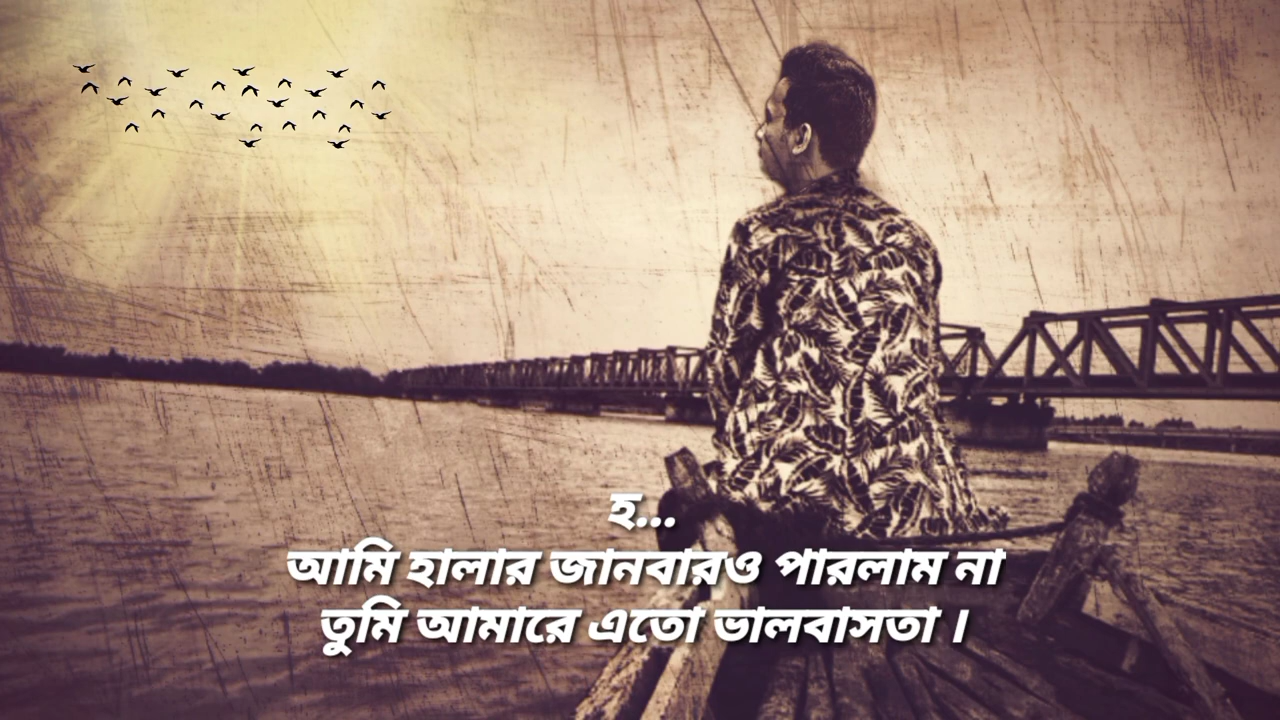 হ...
আমি হালার জানবারও পারলাম না
তুমি আমারে এতো ভালবাসতা ।